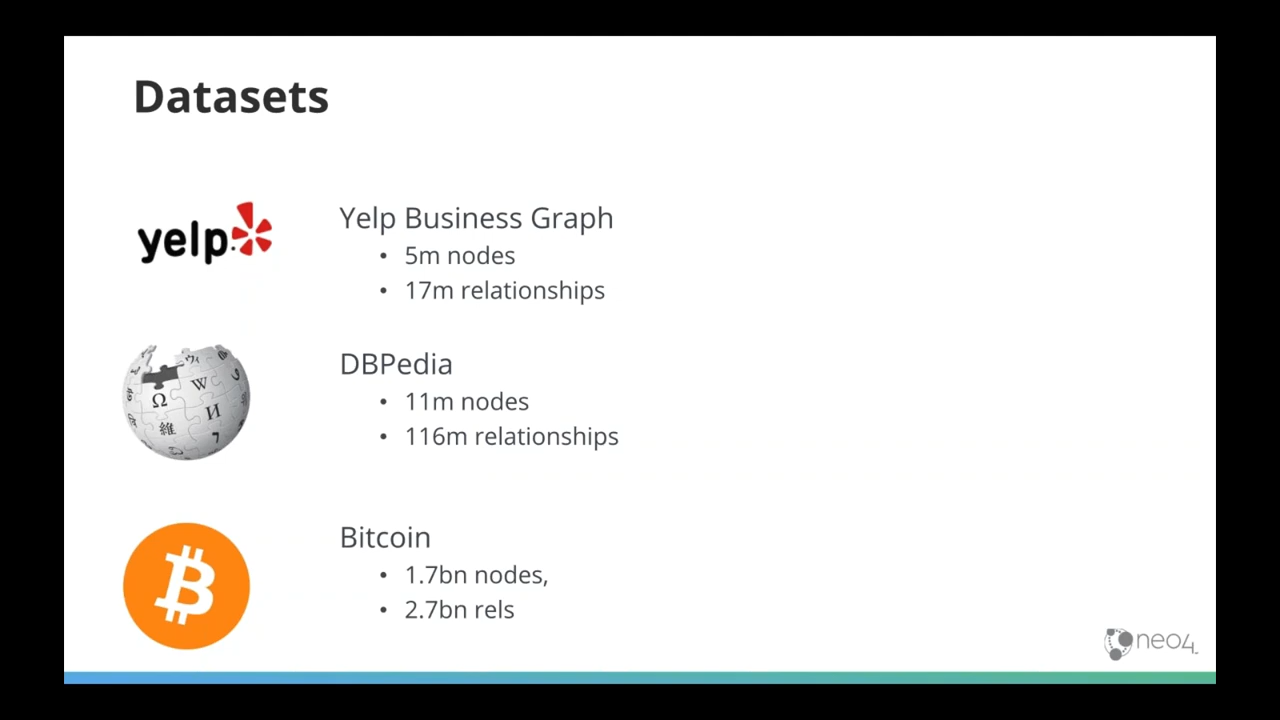 Datasets
yelp
Yelp Business Graph
• 5m nodes
• 17m relationships
Ω W И 維
DBPedia
• 11m nodes
• 116m relationships
Bitcoin
• 1.7bn nodes,
• 2.7bn rels
neo4j